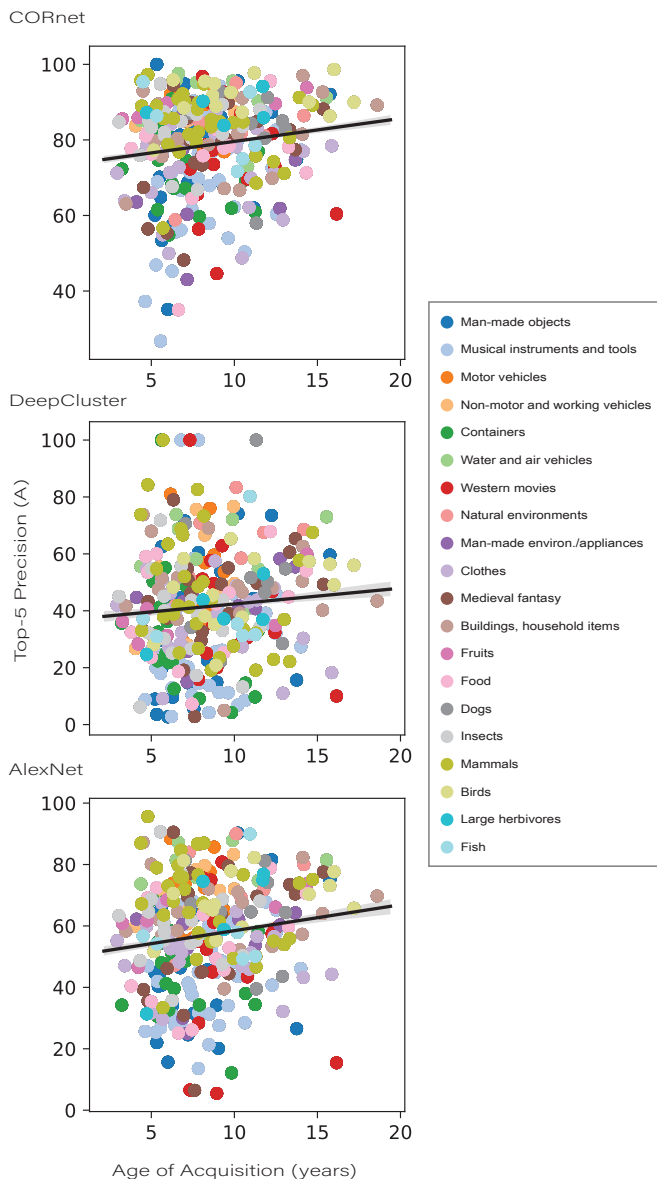 CORnet
100
80
60
40
5 10 15 20
DeepCluster
100
80
60
40
20
0
5 10 15 20
AlexNet
100
80
60
40
20
0
5 10 15 20
Top-5 Precision (A)
Age of Acquisition (years)
Man-made objects
Musical instruments and tools
Motor vehicles
Non-motor and working vehicles
Containers
Water and air vehicles
Western movies
Natural environments
Man-made environ./appliances
Clothes
Medieval fantasy
Buildings, household items
Fruits
Food
Dogs
Insects
Mammals
Birds
Large herbivores
Fish